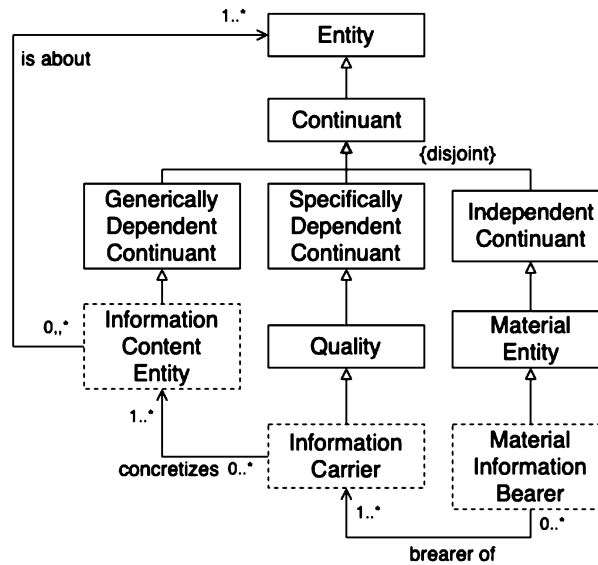 1..*
Entity
is about
Continuant
{disjoint}
Generically
Dependent
Continuant
Specifically
Dependent
Continuant
Independent
Continuant
0,,*
Information
Content
Entity
Quality
Material
Entity
1..*
concretizes 0..*
Information
Carrier
Material
Information
Bearer
1..*
0..*
brearer of